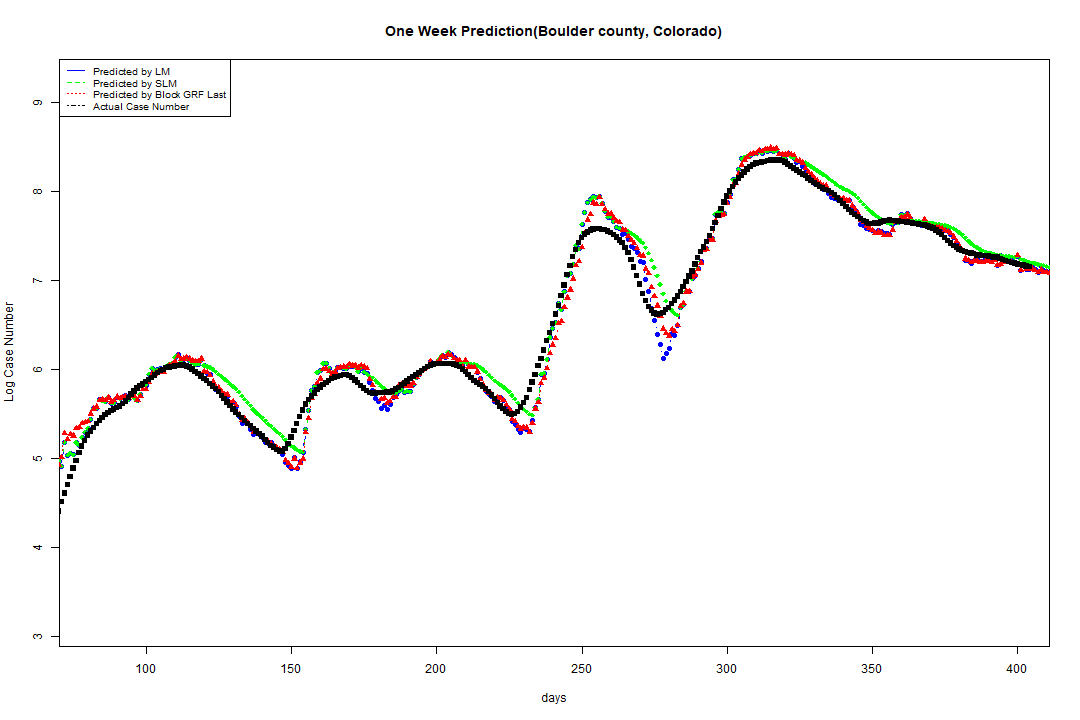 One Week Prediction(Boulder county, Colorado)
Predicted by LM
Predicted by SLM
Predicted by Block GRF Last
Actual Case Number
9
8
7
6
5
4
3
Log Case Number
100 150 200 250 300 350 400
days